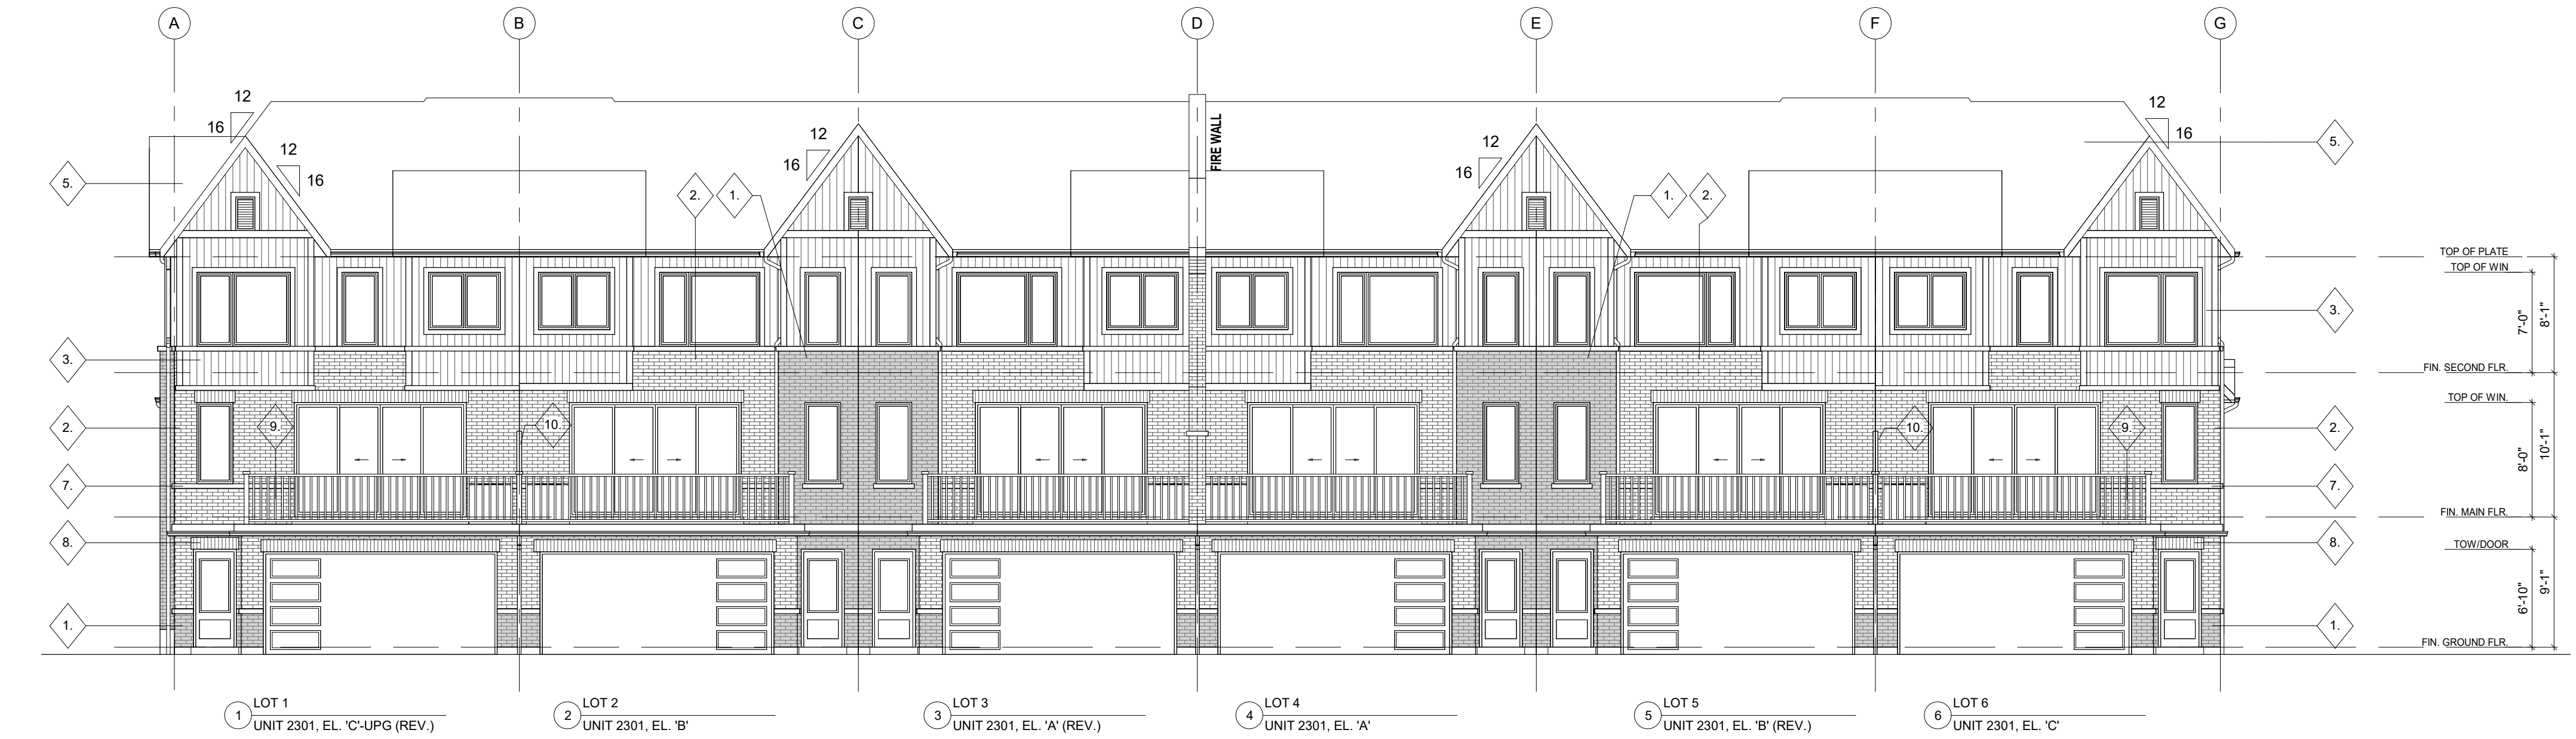 A
B
C
D
E
F
G
12
16
12
16
12
16
FIRE WALL
12
16
12
16
5.
5.
2.
1.
1.
2.
TOP OF PLATE
TOP OF WIN
3.
3.
7'-0"
8'-1"
FIN. SECOND FLR.
TOP OF WIN.
2.
9.
10.
10.
9.
2.
8'-0"
10'-1"
7.
7.
FIN. MAIN FLR.
8.
8.
TOW/DOOR
6'-10"
9'-1"
1.
1.
FIN. GROUND FLR.
1
LOT 1
UNIT 2301, EL. 'C'-UPG (REV.)
2
LOT 2
UNIT 2301, EL. 'B'
3
LOT 3
UNIT 2301, EL. 'A' (REV.)
4
LOT 4
UNIT 2301, EL. 'A'
5
LOT 5
UNIT 2301, EL. 'B' (REV.)
6
LOT 6
UNIT 2301, EL. 'C'